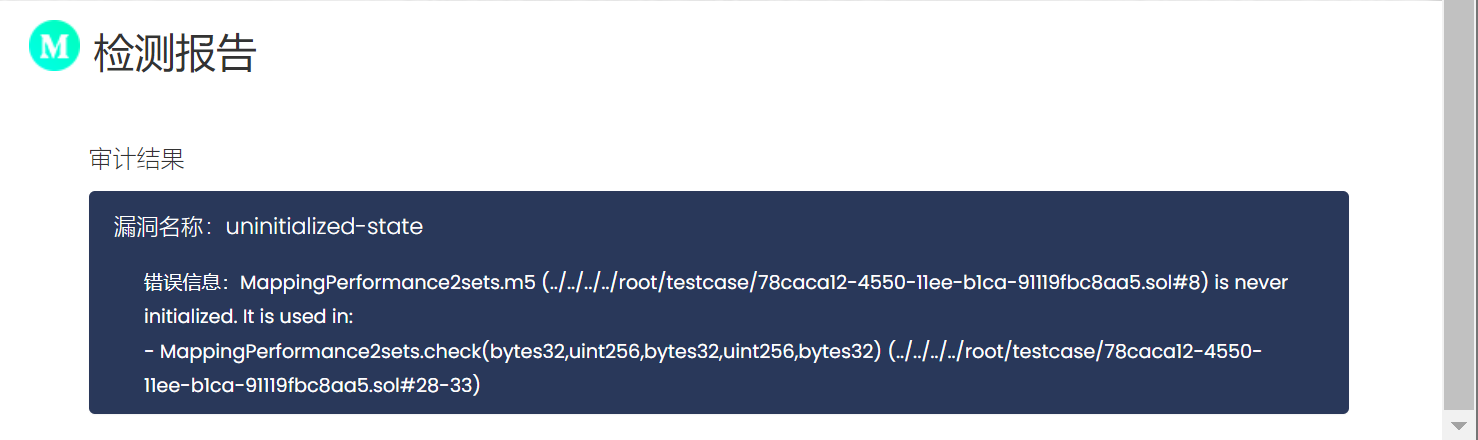 M 检测报告
审计结果
漏洞名称：uninitialized-state
错误信息：MappingPerformance2sets.m5 (../../../../root/testcase/78caca12-4550-11ee-b1ca-91119fbc8aa5.sol#8) is never
initialized. It is used in:
- MappingPerformance2sets.check(bytes32,uint256,bytes32,uint256,bytes32) (../../../../root/testcase/78caca12-4550-
11ee-b1ca-91119fbc8aa5.sol#28-33)